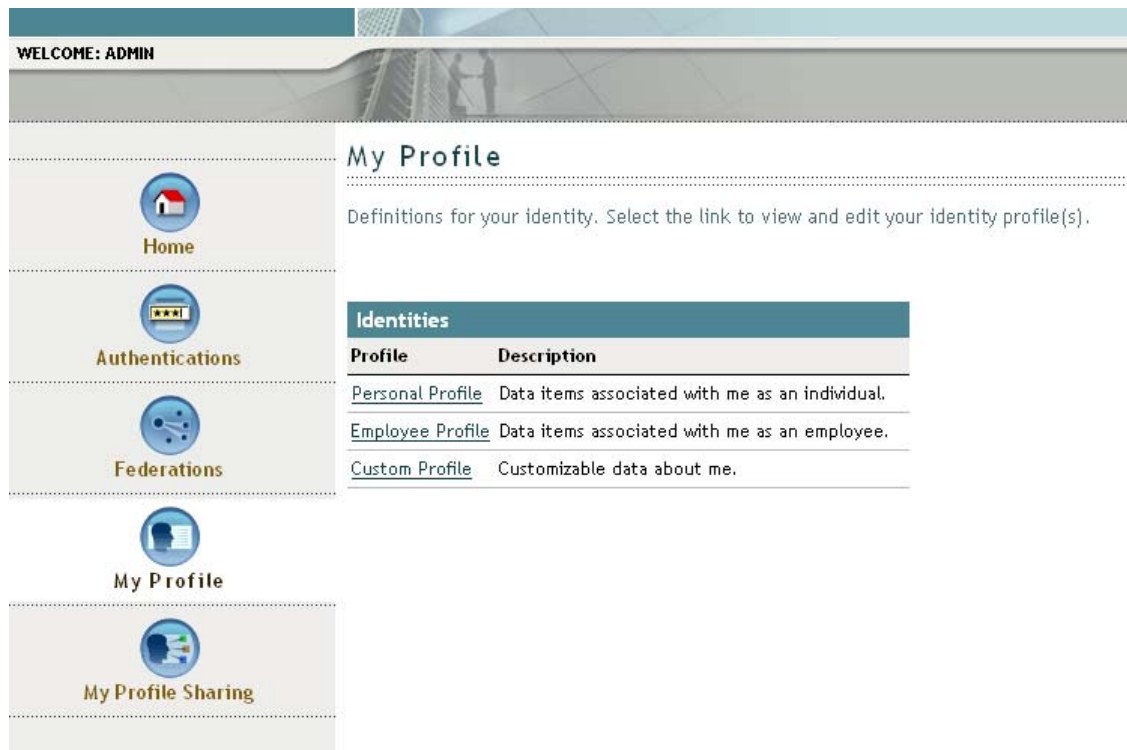 WELCOME: ADMIN
Home
Authentications
Federations
My Profile
My Profile Sharing
My Profile
Definitions for your identity. Select the link to view and edit your identity profile(s).
Identities
Profile Description
Personal Profile Data items associated with me as an individual.
Employee Profile Data items associated with me as an employee.
Custom Profile Customizable data about me.